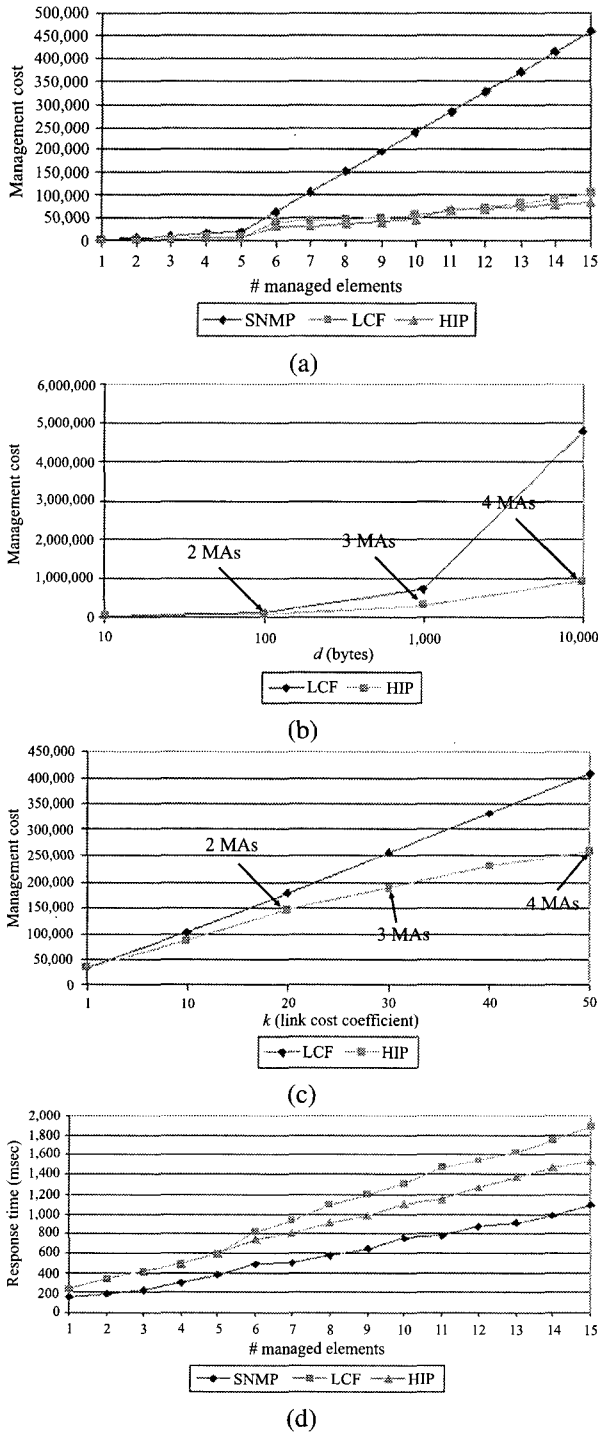 Management cost
500,000
450,000
400,000
350,000
300,000
250,000
200,000
150,000
100,000
50,000
0
1 2 3 4 5 6 7 8 9 10 11 12 13 14 15
# managed elements
SNMP LCF HIP
(a)
Management cost
6,000,000
5,000,000
4,000,000
3,000,000
2,000,000
1,000,000
0
2 MAs
3 MAs
4 MAs
10 100 1,000 10,000
d (bytes)
LCF HIP
(b)
Management cost
450,000
400,000
350,000
300,000
250,000
200,000
150,000
100,000
50,000
0
2 MAs
3 MAs
4 MAs
1 10 20 30 40 50
k (link cost coefficient)
LCF HIP
(c)
Response time (msec)
2,000
1,800
1,600
1,400
1,200
1,000
800
600
400
200
0
1 2 3 4 5 6 7 8 9 10 11 12 13 14 15
# managed elements
SNMP LCF HIP
(d)